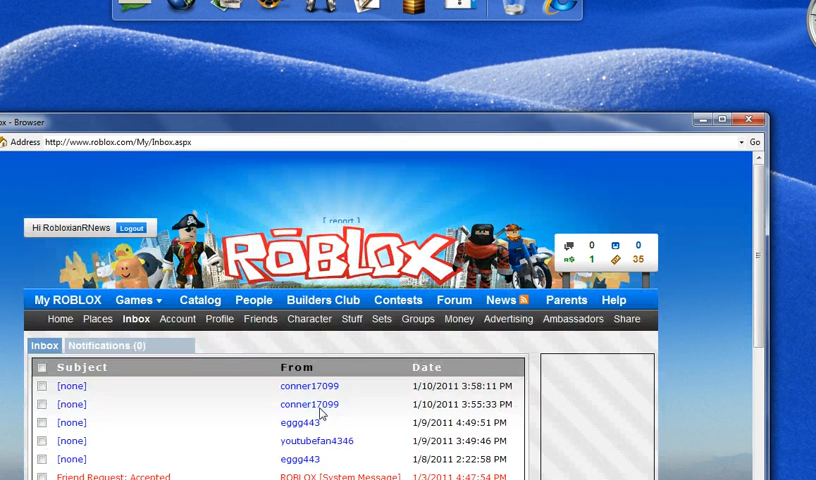 ox - Browser
Address http://www.roblox.com/My/Inbox.aspx Go
[ report ]
Hi RobloxianRNews Logout
ROBLOX
0 0
R$ 1 35
My ROBLOX Games Catalog People Builders Club Contests Forum News Parents Help
Home Places Inbox Account Profile Friends Character Stuff Sets Groups Money Advertising Ambassadors Share
Inbox Notifications (0)
Subject From Date
[none] conner17099 1/10/2011 3:58:11 PM
[none] conner17099 1/10/2011 3:55:33 PM
[none] eggg443 1/9/2011 4:49:51 PM
[none] youtubefan4346 1/9/2011 3:49:46 PM
[none] eggg443 1/8/2011 2:22:58 PM
Friend Request: Accepted ROBLOX [System Message] 1/3/2011 4:47:54 PM